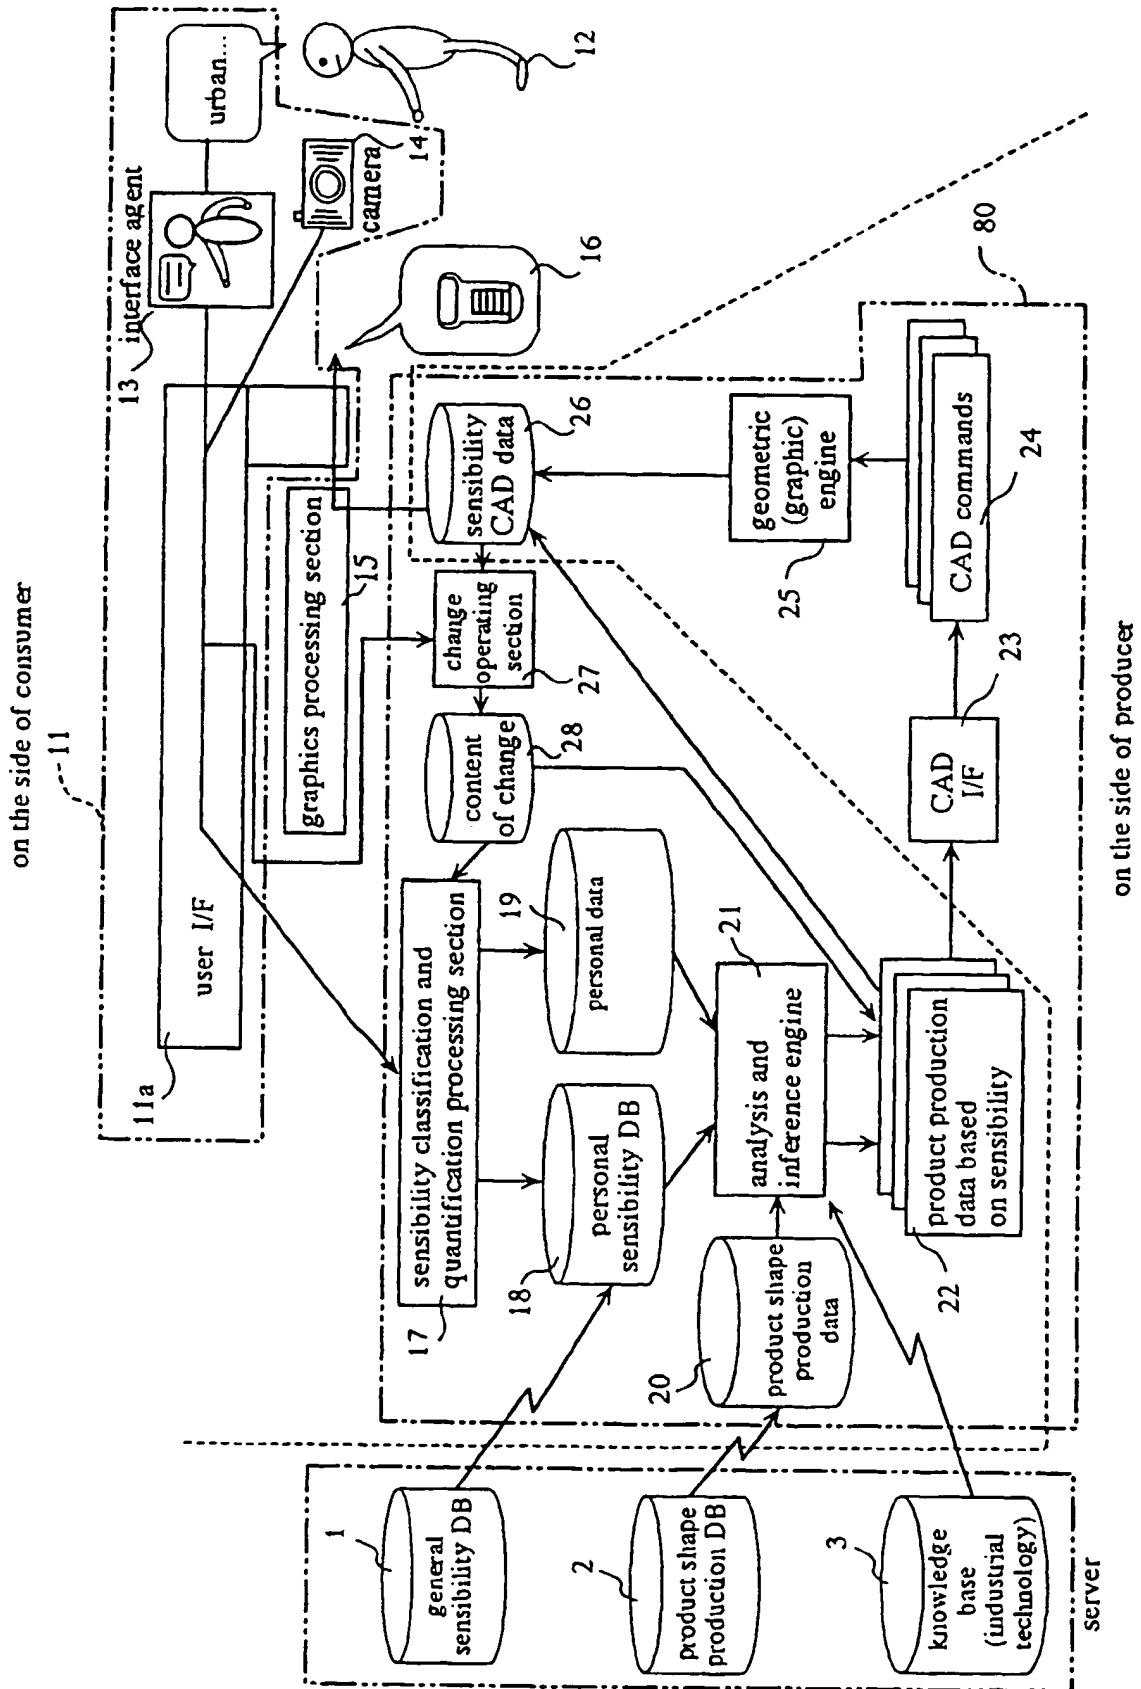 on the side of consumer
11
11a
user I/F
13
interface agent
urban...
12
14
camera
graphics processing section
15
16
sensibility
CAD data
26
change
operating
section
27
content
of change
28
sensibility classification and
quantification processing section
17
18
personal
sensibility DB
19
personal data
20
product shape
production
data
21
analysis and
inference engine
22
product production
data based
on sensibility
CAD
I/F
23
CAD commands
24
geometric
(graphic)
engine
25
80
1
general
sensibility DB
2
product shape
production DB
3
knowledge
base
(industrial
technology)
server
on the side of producer